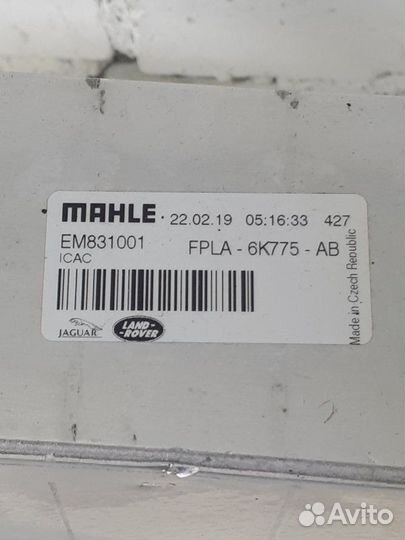 MAHLE 22.02.19 05:16:33 427
EM831001 FPLA - 6K775 - AB
ICAC
JAGUAR
LAND-
ROVER
Made in Czech Republic
Avito